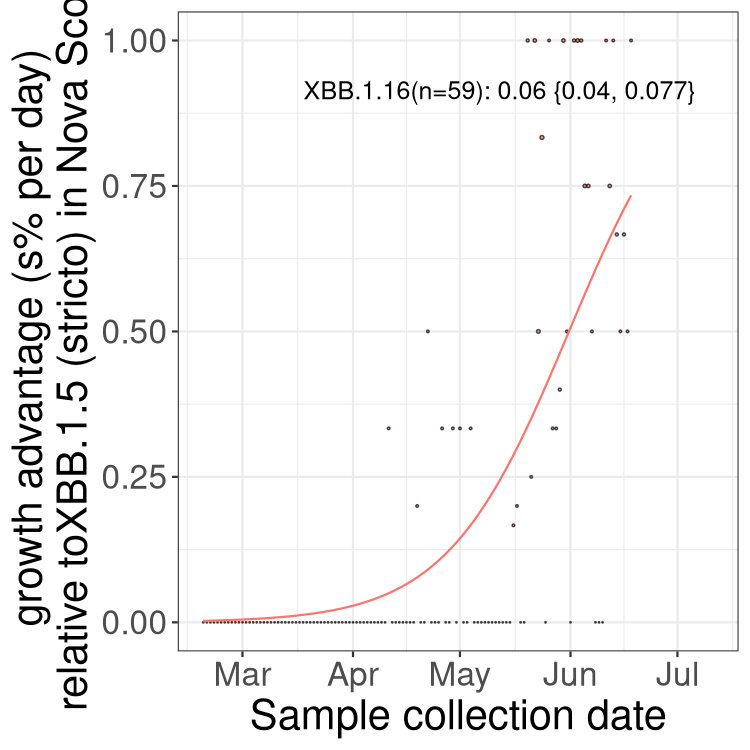 growth advantage (s% per day)
relative toXBB.1.5 (stricto) in Nova Sco
1.00
0.75
0.50
0.25
0.00
XBB.1.16(n=59): 0.06 {0.04, 0.077}
Mar Apr May Jun Jul
Sample collection date